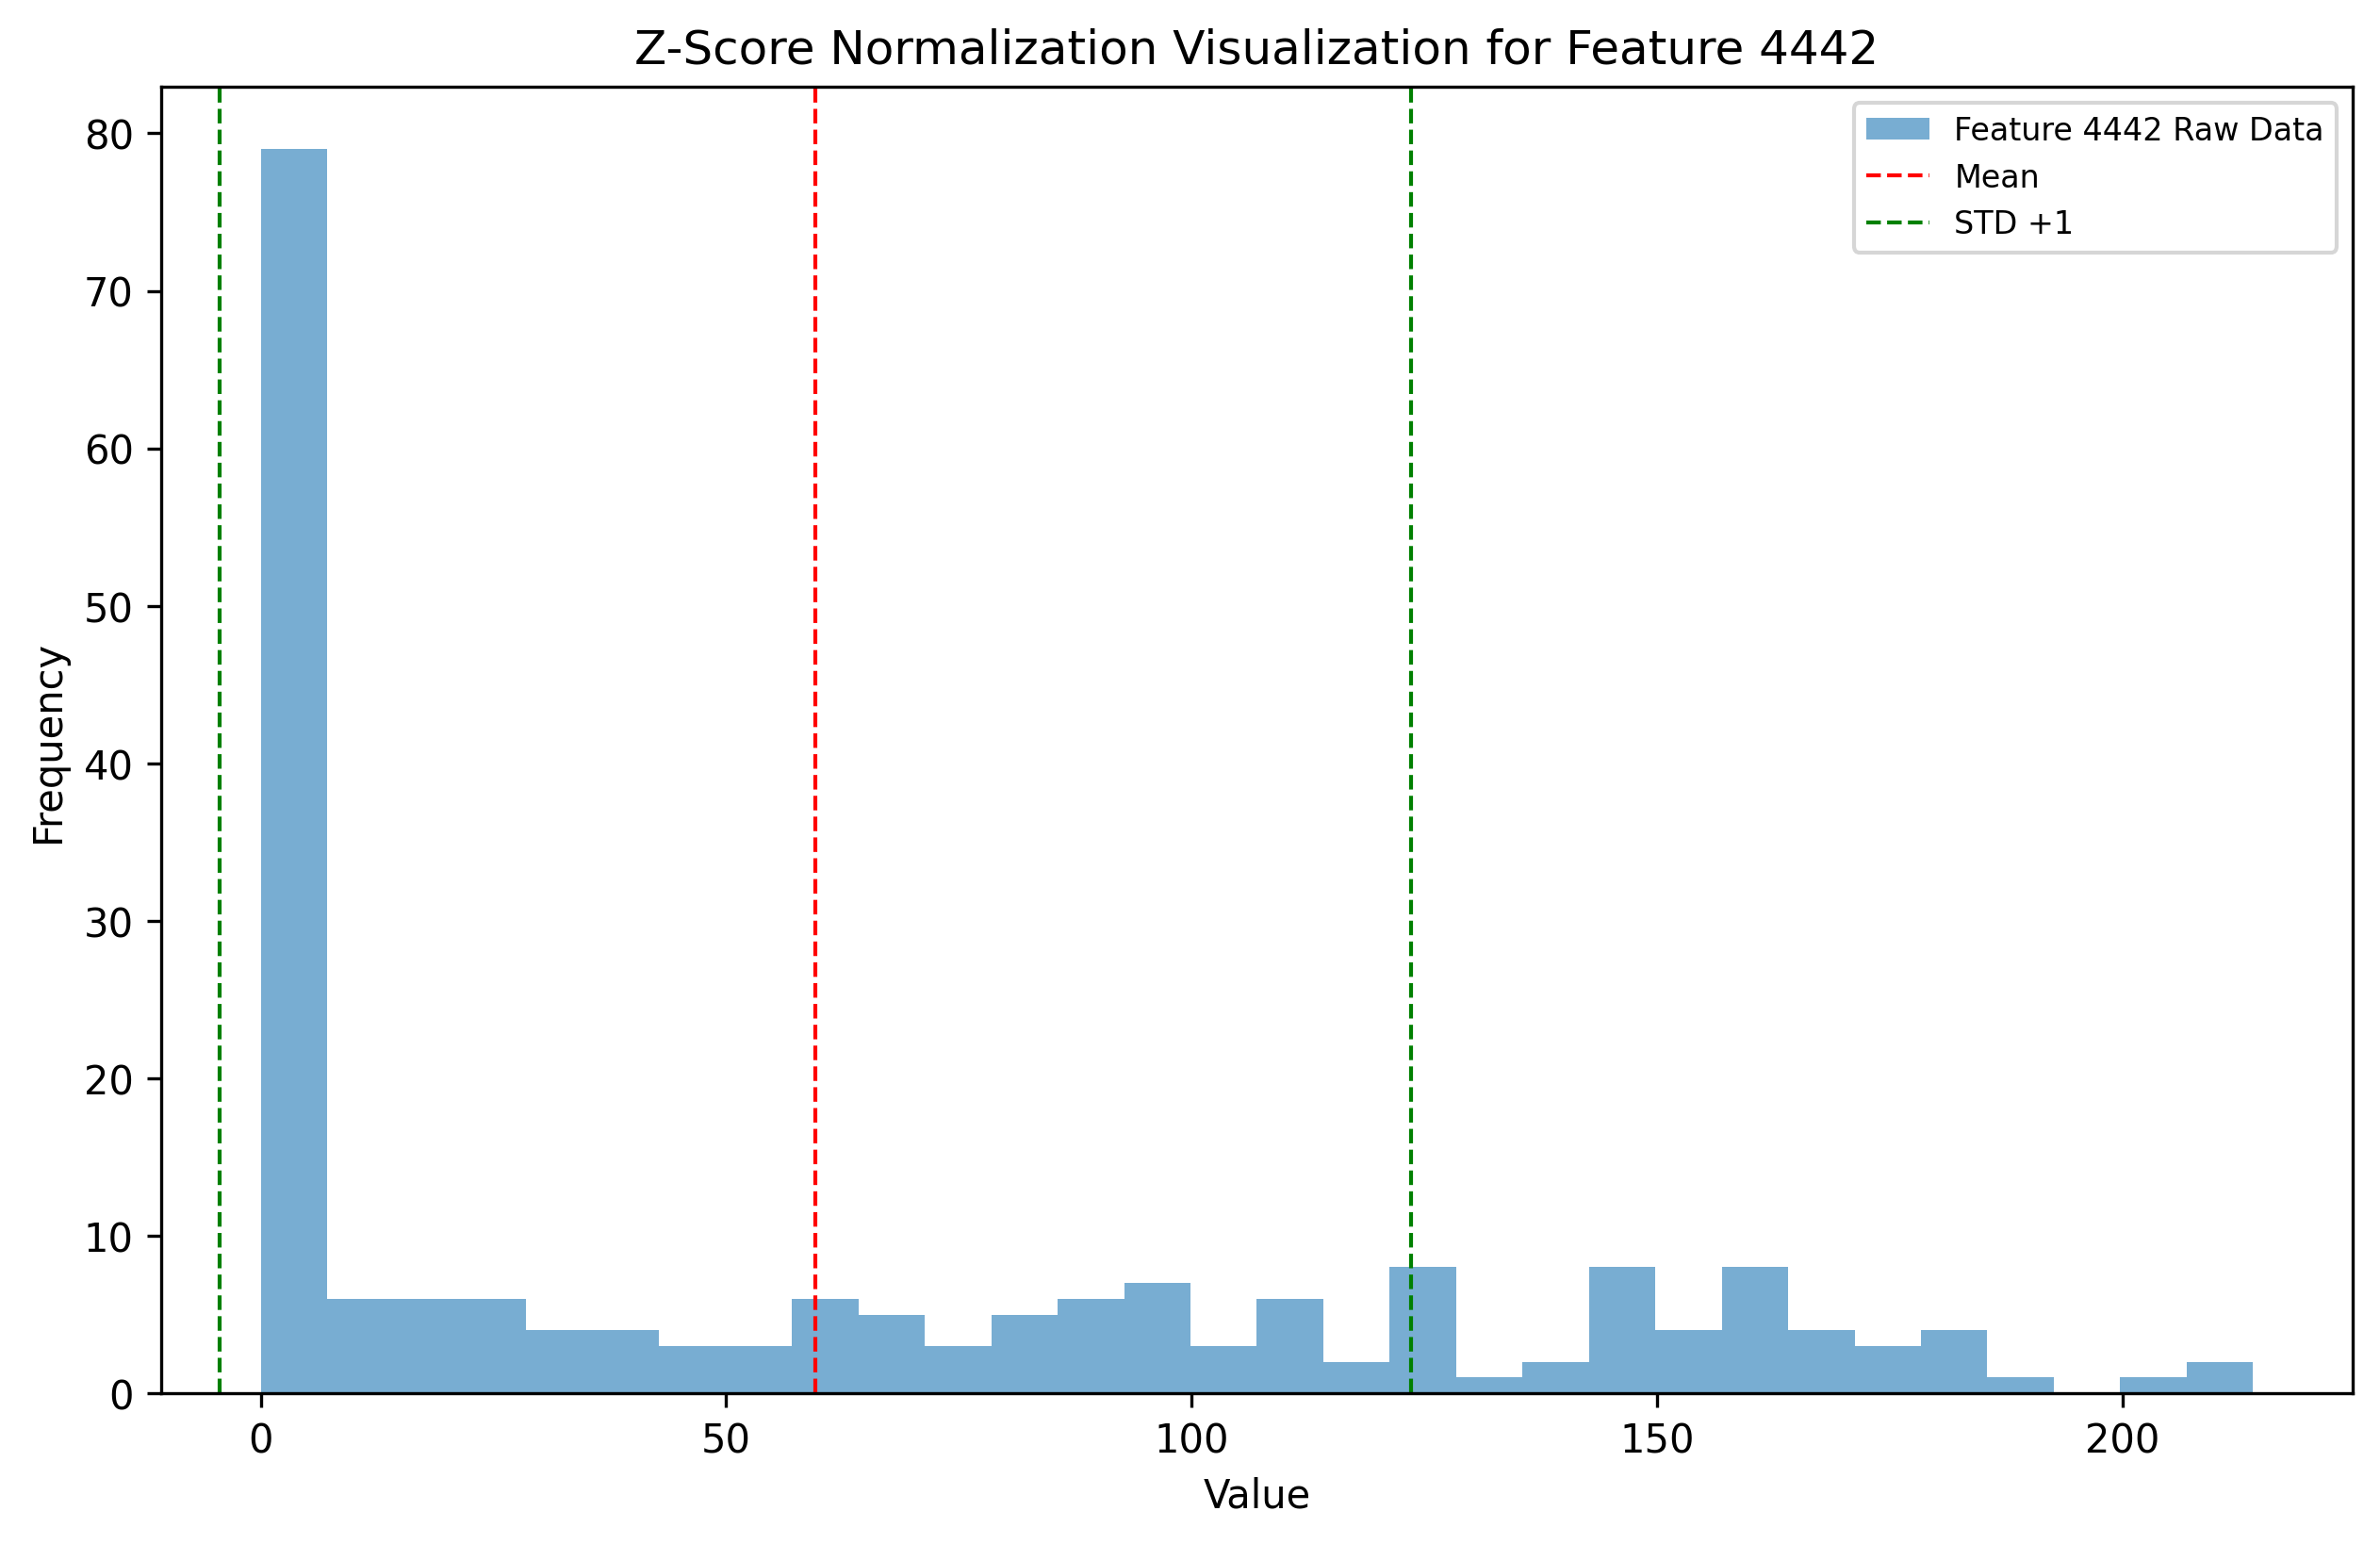 Z-Score Normalization Visualization for Feature 4442
Feature 4442 Raw Data
Mean
STD +1
80
70
60
50
40
30
20
10
0
Frequency
0 50 100 150 200
Value